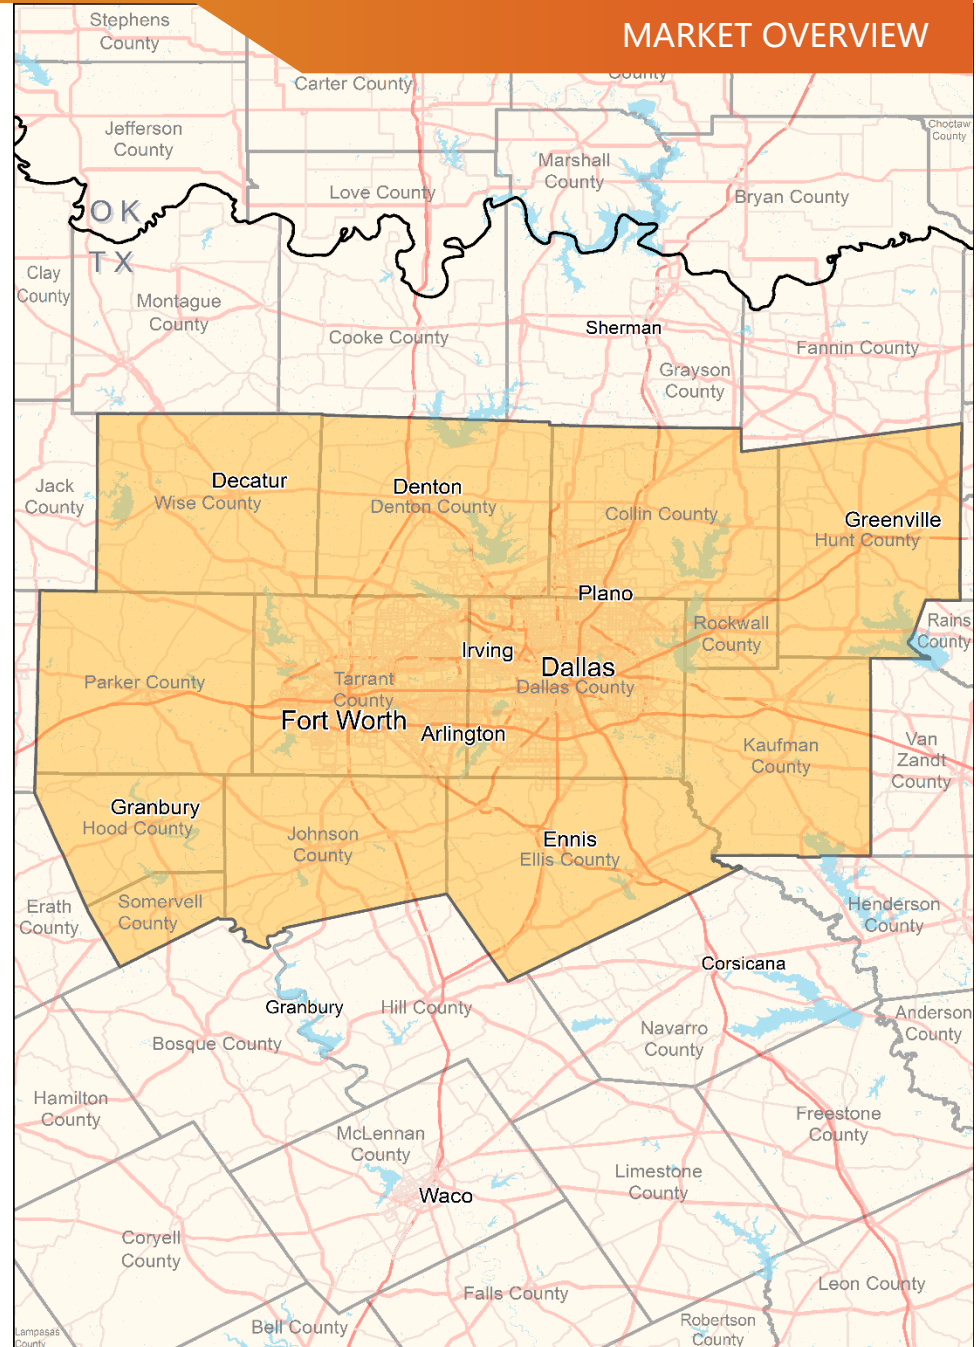 MARKET OVERVIEW
Stephens
County
Carter County
County
Jefferson
County
Choctaw
County
Marshall
County
Love County
Bryan County
OK
TX
Clay
County
Montague
County
Cooke County
Sherman
Fannin County
Grayson
County
Jack
County
Decatur
Wise County
Denton
Denton County
Collin County
Greenville
Hunt County
Plano
Rockwall
County
Rains
County
Irving
Dallas
Dallas County
Parker County
Tarrant
County
Fort Worth
Arlington
Kaufman
County
Van
Zandt
County
Granbury
Hood County
Johnson
County
Ennis
Ellis County
Erath
County
Somervell
County
Henderson
County
Corsicana
Granbury
Hill County
Anderson
County
Bosque County
Navarro
County
Hamilton
County
Freestone
County
McLennan
County
Limestone
County
Waco
Coryell
County
Falls County
Leon County
Bell County
Robertson
County
Lampasas
County